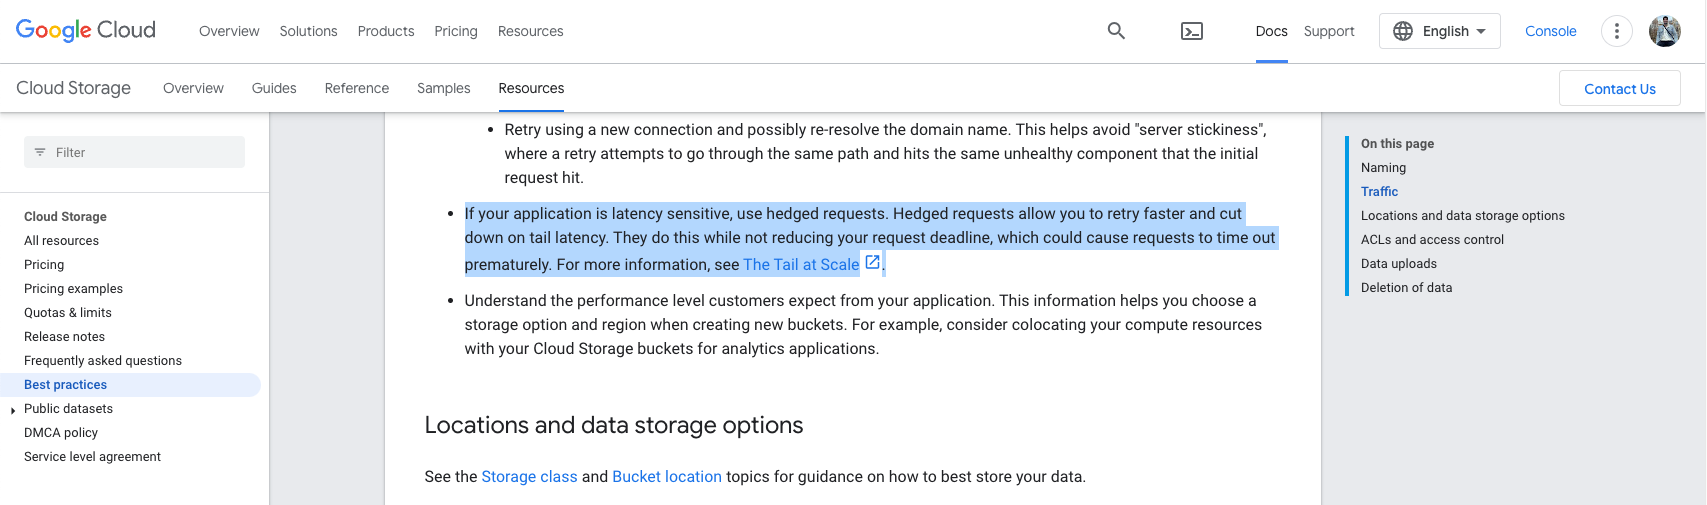 Google Cloud
Overview Solutions Products Pricing Resources
Docs Support English Console
Cloud Storage Overview Guides Reference Samples Resources
Contact Us
Filter
Cloud Storage
All resources
Pricing
Pricing examples
Quotas & limits
Release notes
Frequently asked questions
Best practices
Public datasets
DMCA policy
Service level agreement
• Retry using a new connection and possibly re-resolve the domain name. This helps avoid "server stickiness",
where a retry attempts to go through the same path and hits the same unhealthy component that the initial
request hit.
• If your application is latency sensitive, use hedged requests. Hedged requests allow you to retry faster and cut
down on tail latency. They do this while not reducing your request deadline, which could cause requests to time out
prematurely. For more information, see The Tail at Scale.
• Understand the performance level customers expect from your application. This information helps you choose a
storage option and region when creating new buckets. For example, consider colocating your compute resources
with your Cloud Storage buckets for analytics applications.
Locations and data storage options
See the Storage class and Bucket location topics for guidance on how to best store your data.
On this page
Naming
Traffic
Locations and data storage options
ACLs and access control
Data uploads
Deletion of data